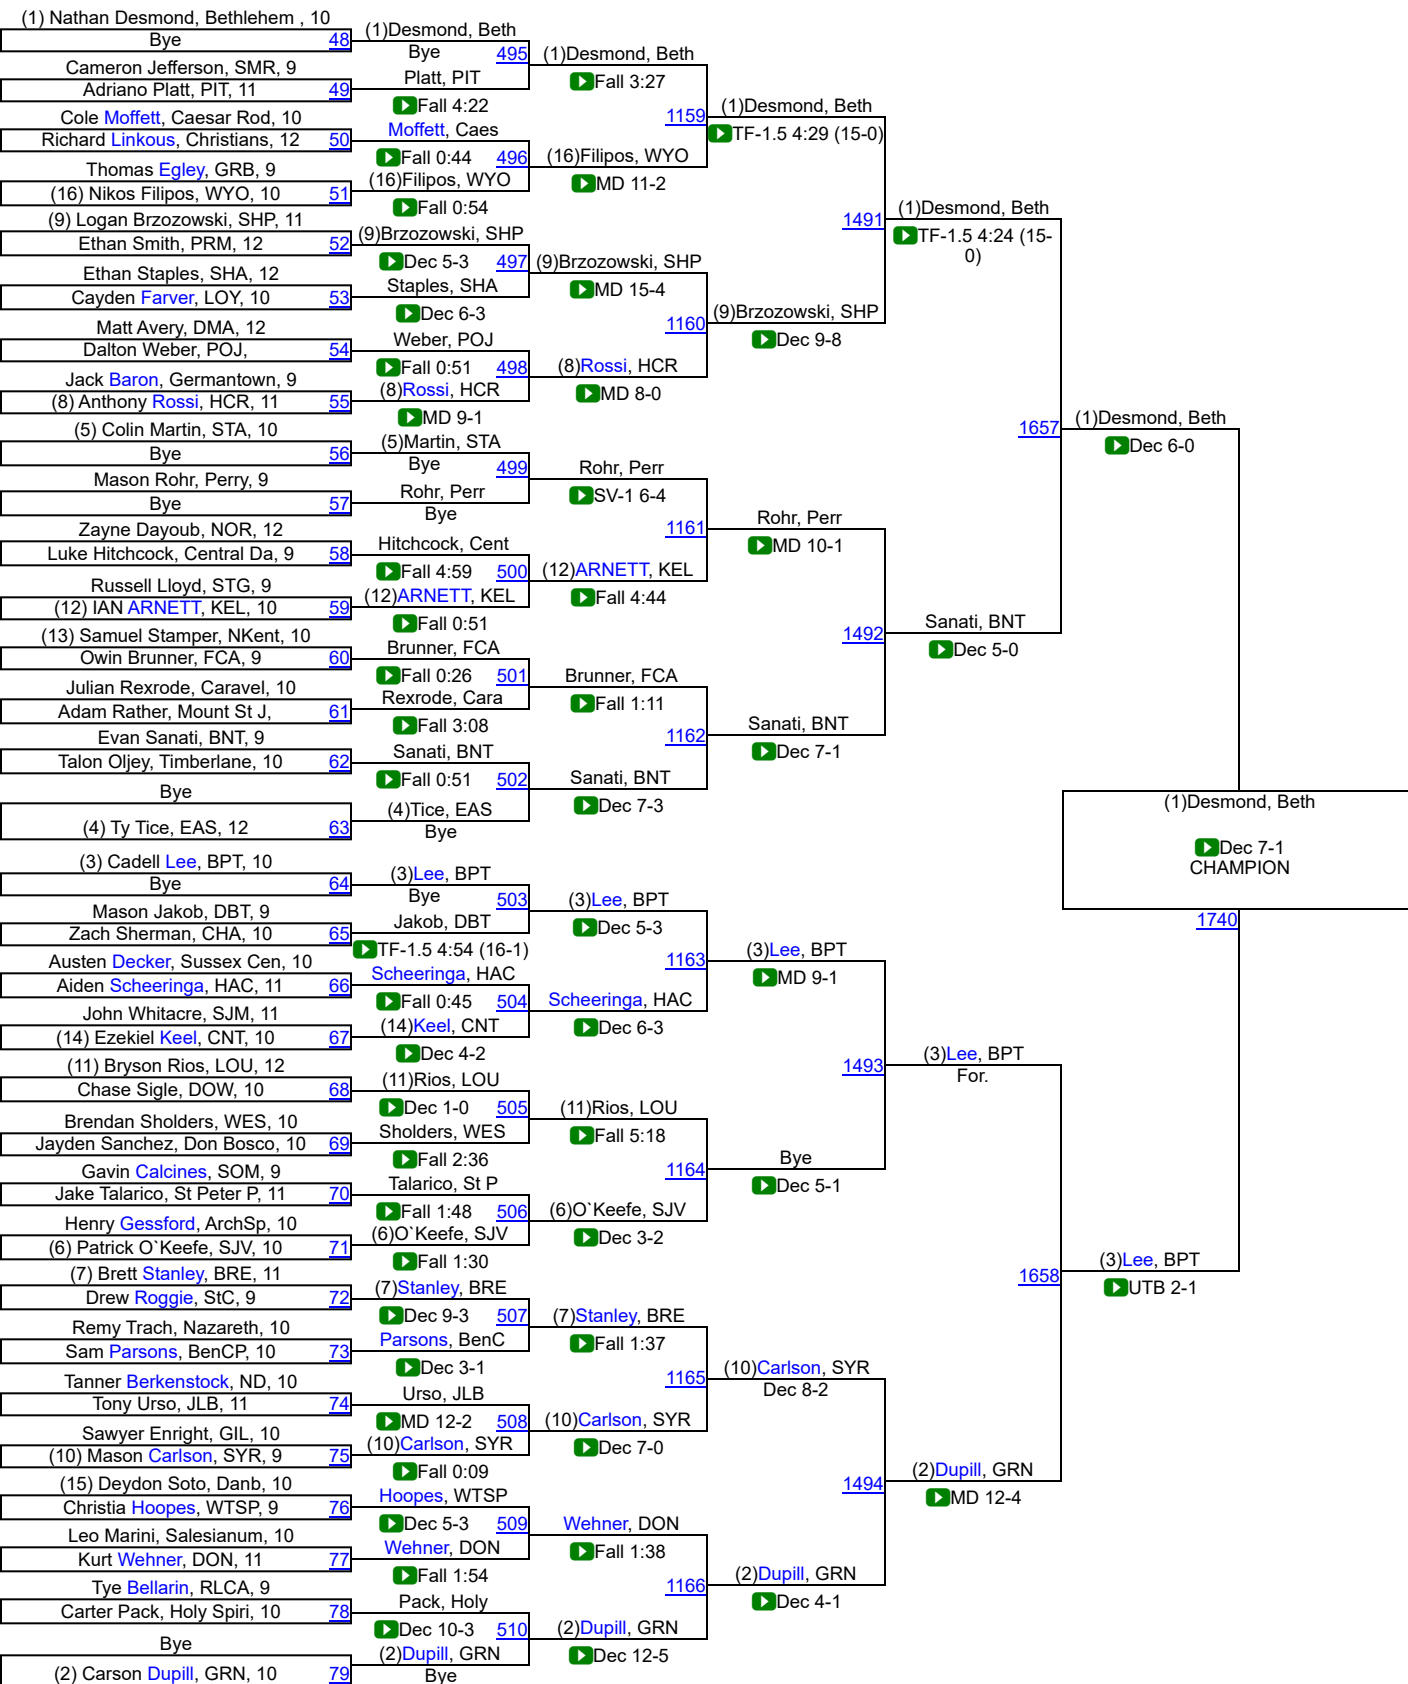 (1) Nathan Desmond, Bethlehem , 10
Bye 48
Cameron Jefferson, SMR, 9
Adriano Platt, PIT, 11 49
Cole Moffett, Caesar Rod, 10
Richard Linkous, Christians, 12 50
Thomas Egley, GRB, 9
(16) Nikos Filipos, WYO, 10 51
(9) Logan Brzozowski, SHP, 11
Ethan Smith, PRM, 12 52
Ethan Staples, SHA, 12
Cayden Farver, LOY, 10 53
Matt Avery, DMA, 12
Dalton Weber, POJ, 54
Jack Baron, Germantown, 9
(8) Anthony Rossi, HCR, 11 55
(5) Colin Martin, STA, 10
Bye 56
Mason Rohr, Perry, 9
Bye 57
Zayne Dayoub, NOR, 12
Luke Hitchcock, Central Da, 9 58
Russell Lloyd, STG, 9
(12) IAN ARNETT, KEL, 10 59
(13) Samuel Stamper, NKent, 10
Owin Brunner, FCA, 9 60
Julian Rexrode, Caravel, 10
Adam Rather, Mount St J, 61
Evan Sanati, BNT, 9
Talon Oljey, Timberlane, 10 62
Bye
(4) Ty Tice, EAS, 12 63
(3) Cadell Lee, BPT, 10
Bye 64
Mason Jakob, DBT, 9
Zach Sherman, CHA, 10 65
Austen Decker, Sussex Cen, 10
Aiden Scheeringa, HAC, 11 66
John Whitacre, SJM, 11
(14) Ezekiel Keel, CNT, 10 67
(11) Bryson Rios, LOU, 12
Chase Sigle, DOW, 10 68
Brendan Sholders, WES, 10
Jayden Sanchez, Don Bosco, 10 69
Gavin Calcines, SOM, 9
Jake Talarico, St Peter P, 11 70
Henry Gessford, ArchSp, 10
(6) Patrick O`Keefe, SJV, 10 71
(7) Brett Stanley, BRE, 11
Drew Roggie, StC, 9 72
Remy Trach, Nazareth, 10
Sam Parsons, BenCP, 10 73
Tanner Berkenstock, ND, 10
Tony Urso, JLB, 11 74
Sawyer Enright, GIL, 10
(10) Mason Carlson, SYR, 9 75
(15) Deydon Soto, Danb, 10
Christia Hoopes, WTSP, 9 76
Leo Marini, Salesianum, 10
Kurt Wehner, DON, 11 77
Tye Bellarin, RLCA, 9
Carter Pack, Holy Spiri, 10 78
Bye
(2) Carson Dupill, GRN, 10 79
(1)Desmond, Beth
Bye 495
Platt, PIT
Fall 4:22
Moffett, Caes
Fall 0:44 496
(16)Filipos, WYO
Fall 0:54
(9)Brzozowski, SHP
Dec 5-3 497
Staples, SHA
Dec 6-3
Weber, POJ
Fall 0:51 498
(8)Rossi, HCR
MD 9-1
(5)Martin, STA
Bye 499
Rohr, Perr
Bye
Hitchcock, Cent
Fall 4:59 500
(12)ARNETT, KEL
Fall 0:51
Brunner, FCA
Fall 0:26 501
Rexrode, Cara
Fall 3:08
Sanati, BNT
Fall 0:51 502
(4)Tice, EAS
Bye
(3)Lee, BPT
Bye 503
Jakob, DBT
TF-1.5 4:54 (16-1)
Scheeringa, HAC
Fall 0:45 504
(14)Keel, CNT
Dec 4-2
(11)Rios, LOU
Dec 1-0 505
Sholders, WES
Fall 2:36
Talarico, St P
Fall 1:48 506
(6)O`Keefe, SJV
Fall 1:30
(7)Stanley, BRE
Dec 9-3 507
Parsons, BenC
Dec 3-1
Urso, JLB
MD 12-2 508
(10)Carlson, SYR
Fall 0:09
Hoopes, WTSP
Dec 5-3 509
Wehner, DON
Fall 1:54
Pack, Holy
Dec 10-3 510
(2)Dupill, GRN
Bye
(1)Desmond, Beth
Fall 3:27
1159
(16)Filipos, WYO
MD 11-2
(9)Brzozowski, SHP
MD 15-4
1160
(8)Rossi, HCR
MD 8-0
Rohr, Perr
SV-1 6-4
1161
(12)ARNETT, KEL
Fall 4:44
Brunner, FCA
Fall 1:11
1162
Sanati, BNT
Dec 7-3
(3)Lee, BPT
Dec 5-3
1163
Scheeringa, HAC
Dec 6-3
(11)Rios, LOU
Fall 5:18
1164
(6)O`Keefe, SJV
Dec 3-2
(7)Stanley, BRE
Fall 1:37
1165
(10)Carlson, SYR
Dec 7-0
Wehner, DON
Fall 1:38
1166
(2)Dupill, GRN
Dec 12-5
(1)Desmond, Beth
TF-1.5 4:29 (15-0)
1491
(9)Brzozowski, SHP
Dec 9-8
Rohr, Perr
MD 10-1
1492
Sanati, BNT
Dec 7-1
(3)Lee, BPT
MD 9-1
1493
Bye
Dec 5-1
(10)Carlson, SYR
Dec 8-2
1494
(2)Dupill, GRN
Dec 4-1
(1)Desmond, Beth
TF-1.5 4:24 (15-
0)
1657
Sanati, BNT
Dec 5-0
(3)Lee, BPT
For.
1658
(2)Dupill, GRN
MD 12-4
(1)Desmond, Beth
Dec 6-0
(3)Lee, BPT
UTB 2-1
(1)Desmond, Beth
Dec 7-1
CHAMPION
1740